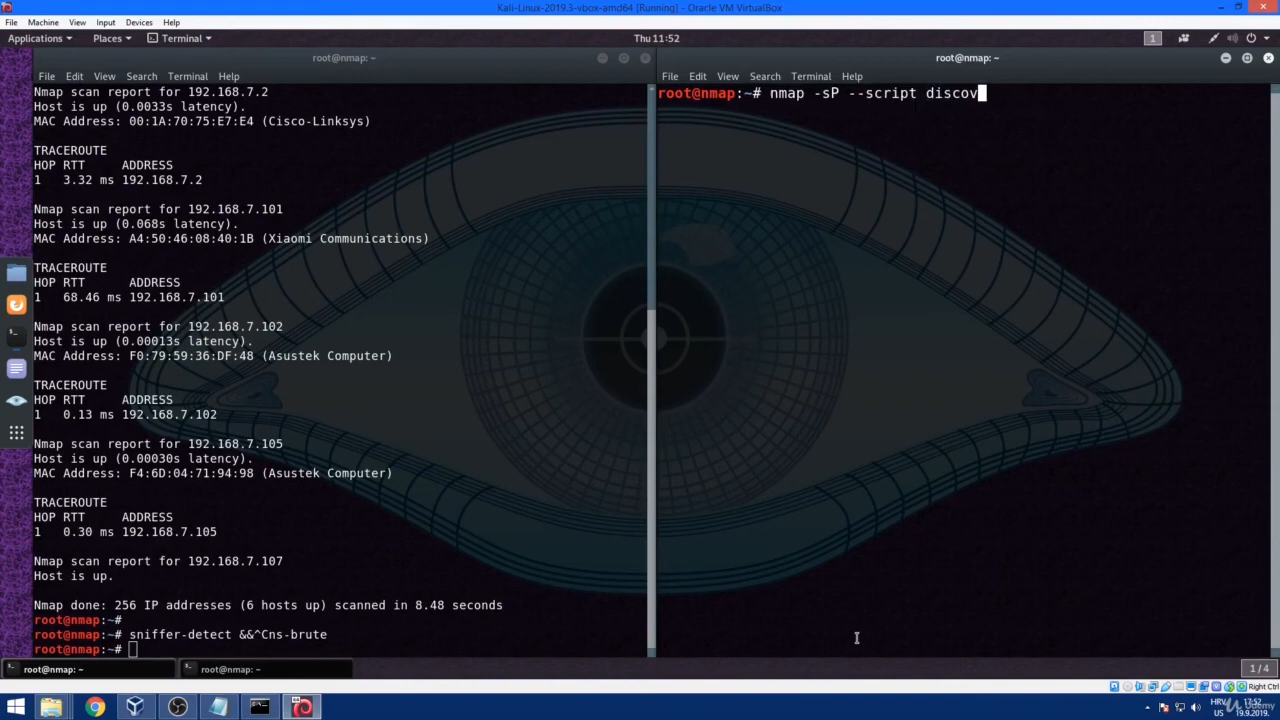 Kali-Linux-2019.3-vbox-amd64 [Running] - Oracle VM VirtualBox
File Machine View Input Devices Help
Applications Places Terminal Thu 11:52 1
root@nmap: ~
File Edit View Search Terminal Help
Nmap scan report for 192.168.7.2
Host is up (0.0033s latency).
MAC Address: 00:1A:70:75:E7:E4 (Cisco-Linksys)
TRACEROUTE
HOP RTT ADDRESS
1 3.32 ms 192.168.7.2
Nmap scan report for 192.168.7.101
Host is up (0.068s latency).
MAC Address: A4:50:46:08:40:1B (Xiaomi Communications)
TRACEROUTE
HOP RTT ADDRESS
1 68.46 ms 192.168.7.101
Nmap scan report for 192.168.7.102
Host is up (0.00013s latency).
MAC Address: F0:79:59:36:DF:48 (Asustek Computer)
TRACEROUTE
HOP RTT ADDRESS
1 0.13 ms 192.168.7.102
Nmap scan report for 192.168.7.105
Host is up (0.00030s latency).
MAC Address: F4:6D:04:71:94:98 (Asustek Computer)
TRACEROUTE
HOP RTT ADDRESS
1 0.30 ms 192.168.7.105
Nmap scan report for 192.168.7.107
Host is up.
Nmap done: 256 IP addresses (6 hosts up) scanned in 8.48 seconds
root@nmap:~#
root@nmap:~# sniffer-detect &&^Cns-brute
root@nmap:~#
root@nmap: ~
File Edit View Search Terminal Help
root@nmap:~# nmap -sP --script discov
root@nmap: ~ root@nmap: ~ 1 / 4
Right Ctrl
HRV 17:52
US 19.9.2019.
Udemy